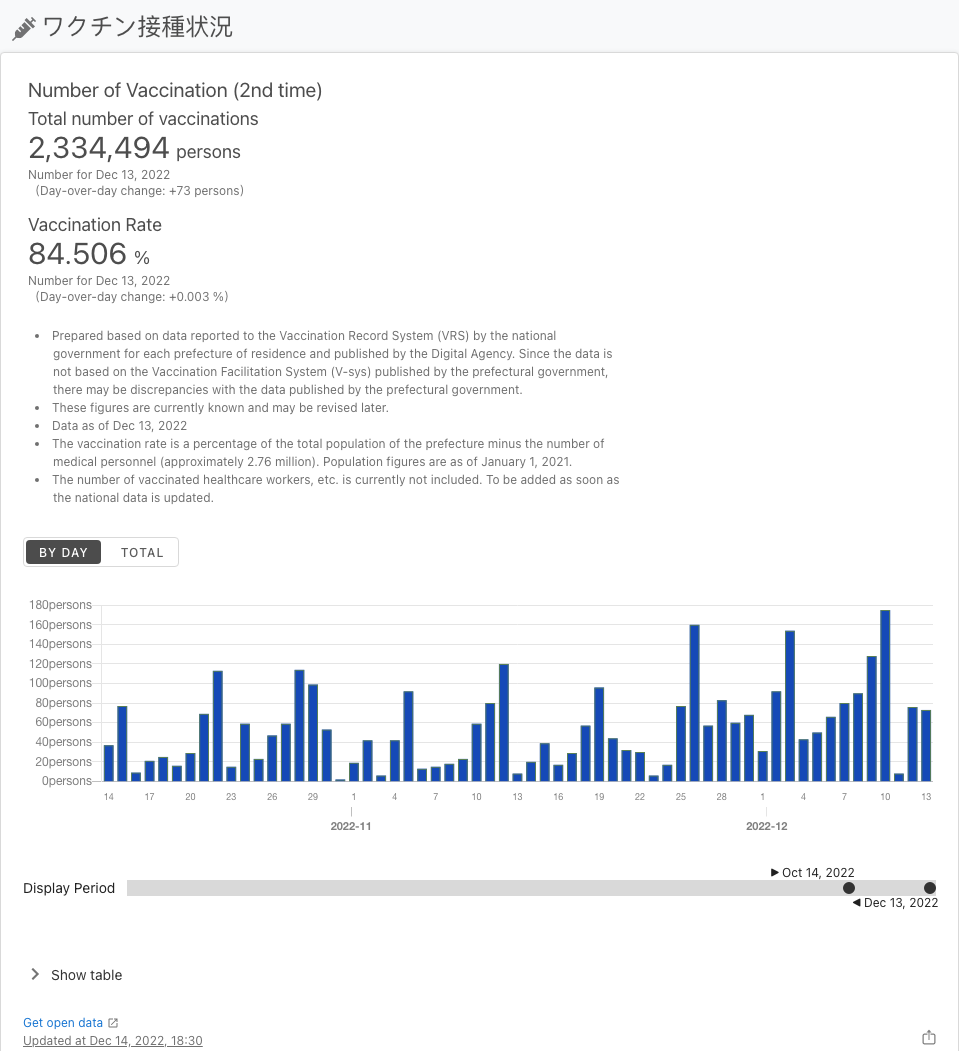 ワクチン接種状況
Number of Vaccination (2nd time)
Total number of vaccinations
2,334,494 persons
Number for Dec 13, 2022
(Day-over-day change: +73 persons)
Vaccination Rate
84.506 %
Number for Dec 13, 2022
(Day-over-day change: +0.003 %)
• Prepared based on data reported to the Vaccination Record System (VRS) by the national
government for each prefecture of residence and published by the Digital Agency. Since the data is
not based on the Vaccination Facilitation System (V-sys) published by the prefectural government,
there may be discrepancies with the data published by the prefectural government.
• These figures are currently known and may be revised later.
• Data as of Dec 13, 2022
• The vaccination rate is a percentage of the total population of the prefecture minus the number of
medical personnel (approximately 2.76 million). Population figures are as of January 1, 2021.
• The number of vaccinated healthcare workers, etc. is currently not included. To be added as soon as
the national data is updated.
BY DAY TOTAL
180persons
160persons
140persons
120persons
100persons
80persons
60persons
40persons
20persons
0persons
14 17 20 23 26 29 1 4 7 10 13 16 19 22 25 28 1 4 7 10 13
2022-11 2022-12
Oct 14, 2022
Display Period
Dec 13, 2022
Show table
Get open data
Updated at Dec 14, 2022, 18:30